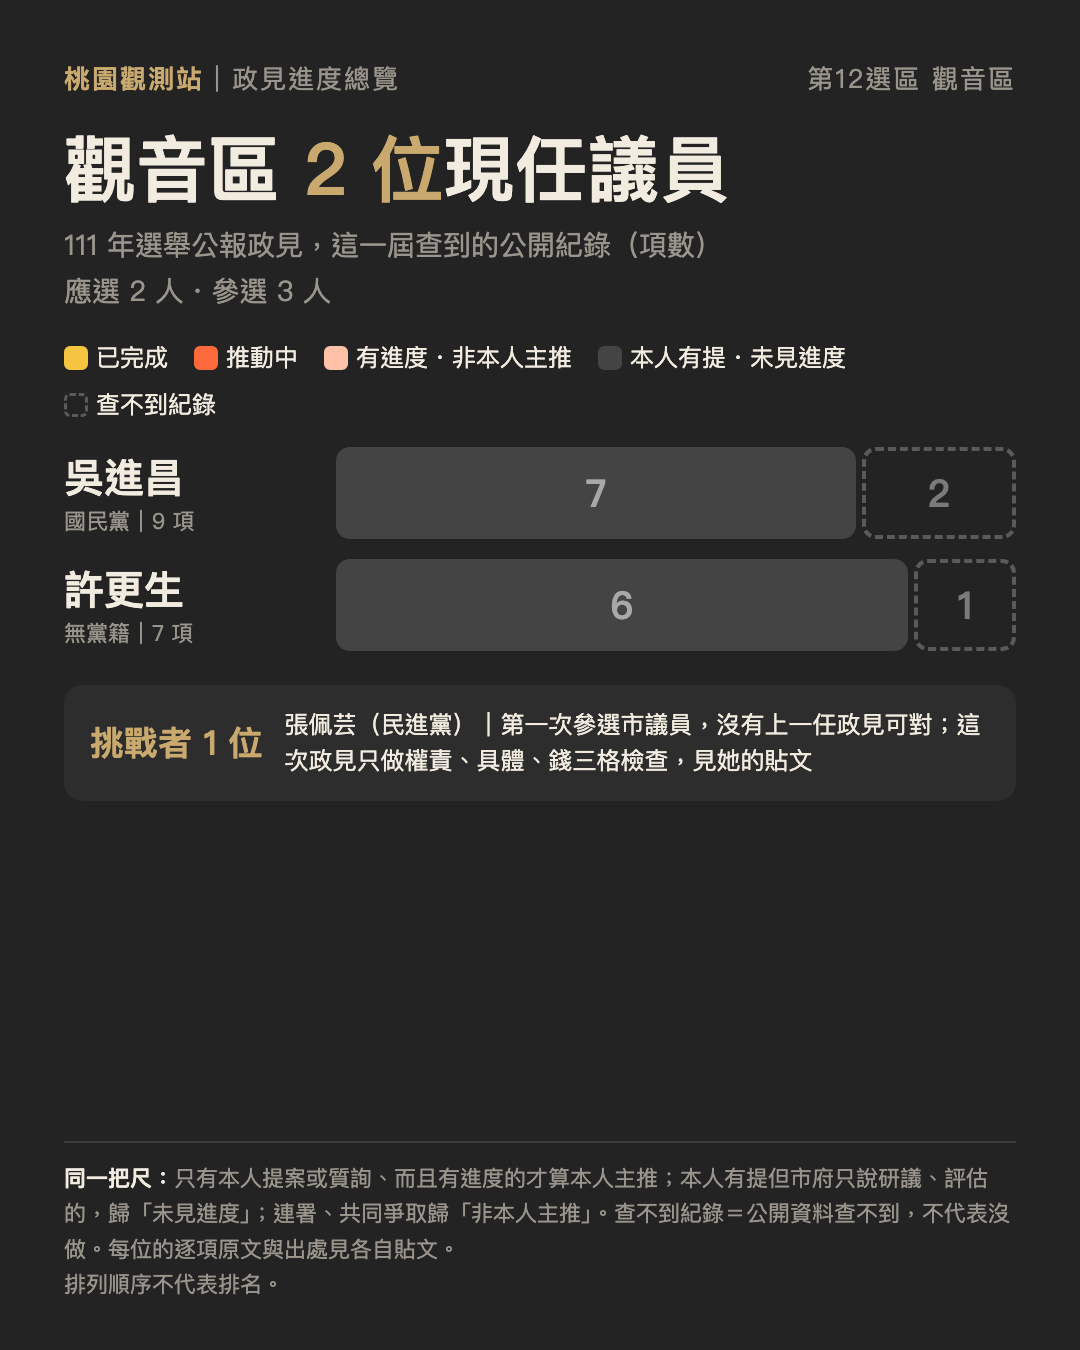 桃園觀測站｜政見進度總覽
第12選區 觀音區
觀音區 2 位現任議員
111 年選舉公報政見，這一屆查到的公開紀錄（項數）
應選 2 人．參選 3 人
已完成 推動中 有進度．非本人主推 本人有提．未見進度
查不到紀錄
吳進昌
國民黨｜9 項
7 2
許更生
無黨籍｜7 項
6 1
挑戰者 1 位
張佩芸（民進黨）｜第一次參選市議員，沒有上一任政見可對；這
次政見只做權責、具體、錢三格檢查，見她的貼文
同一把尺：只有本人提案或質詢、而且有進度的才算本人主推；本人有提但市府只說研議、評估
的，歸「未見進度」；連署、共同爭取歸「非本人主推」。查不到紀錄＝公開資料查不到，不代表沒
做。每位的逐項原文與出處見各自貼文。
排列順序不代表排名。